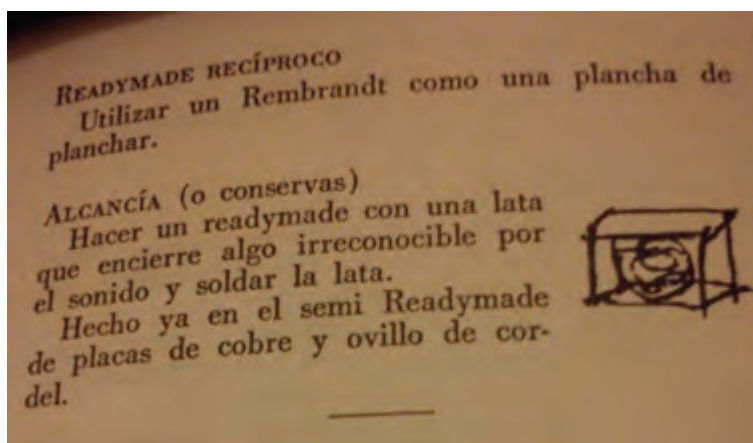 READYMADE RECÍPROCO
Utilizar un Rembrandt como una plancha de
planchar.
ALCANCÍA (o conservas)
Hacer un readymade con una lata
que encierre algo irreconocible por
el sonido y soldar la lata.
Hecho ya en el semi Readymade
de placas de cobre y ovillo de cor-
del.